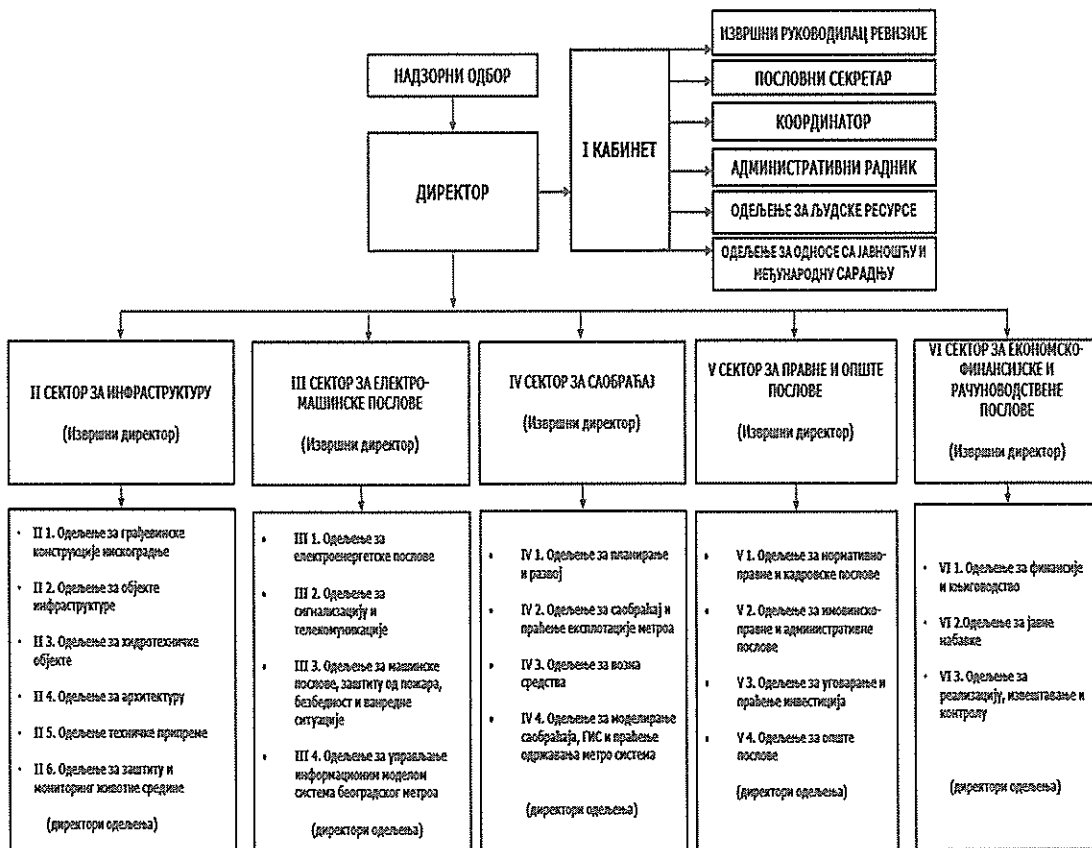 ИЗВРШНИ РУКОВОДИЛАЦ РЕВИЗИЈЕ
НАДЗОРНИ ОДБОР
ПОСЛОВНИ СЕКРЕТАР
КООРДИНАТОР
I КАБИНЕТ
АДМИНИСТРАТИВНИ РАДНИК
ДИРЕКТОР
ОДЕЉЕЊЕ ЗА ЉУДСКЕ РЕСУРСЕ
ОДЕЉЕЊЕ ЗА ОДНОСЕ СА ЈАВНОШЋУ И
МЕЂУНАРОДНУ САРАДЊУ
II СЕКТОР ЗА ИНФРАСТРУКТУРУ
(Извршни директор)
III СЕКТОР ЗА ЕЛЕКТРО-
МАШИНСКЕ ПОСЛОВЕ
(Извршни директор)
IV СЕКТОР ЗА САОБРАЋАЈ
(Извршни директор)
V СЕКТОР ЗА ПРАВНЕ И ОПШТЕ
ПОСЛОВЕ
(Извршни директор)
VI СЕКТОР ЗА ЕКОНОМСКО-
ФИНАНСИЈСКЕ И
РАЧУНОВОДСТВЕНЕ
ПОСЛОВЕ
(Извршни директор)
• II 1. Одељење за грађевинске
конструкције нискоградње
• II 2. Одељење за објекте
инфраструктуре
• II 3. Одељење за хидротехничке
објекте
• II 4. Одељење за архитектуру
• II 5. Одељење техничке припреме
• II 6. Одељење за заштиту и
мониторинг животне средине
(директори одељења)
• III 1. Одељење за
електроенергетске послове
• III 2. Одељење за
сигнализацију и
телекомуникације
• III 3. Одељење за машинске
послове, заштиту од пожара,
безбедност и ванредне
ситуације
• III 4. Одељење за управљање
информационим моделом
система београдског метроа
(директори одељења)
• IV 1. Одељење за планирање
и развој
• IV 2. Одељење за саобраћај и
праћење експлотације метроа
• IV 3. Одељење за возна
средства
• IV 4. Одељење за моделирање
саобраћаја, ГИС и праћење
одржавања метро система
(директори одељења)
• V 1. Одељење за нормативно-
правне и кадровске послове
• V 2. Одељење за имовинско-
правне и административне
послове
• V 3. Одељење за уговарање и
праћење инвестиција
• V 4. Одељење за опште
послове
(директори одељења)
• VI 1. Одељење за финансије
и књиговодство
• VI 2.Одељење за јавне
набавке
• VI 3. Одељење за
реализацију, извештавање и
контролу
(директори одељења)